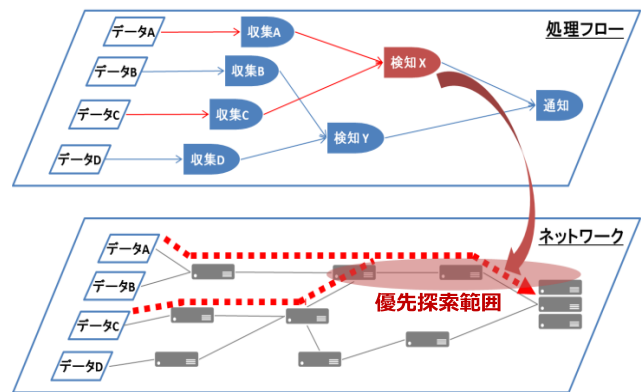 処理フロー
データA
収集A
データB
収集B
検知X
データC
収集C
通知
検知Y
データD
収集D
ネットワーク
データA
データB
優先探索範囲
データC
データD